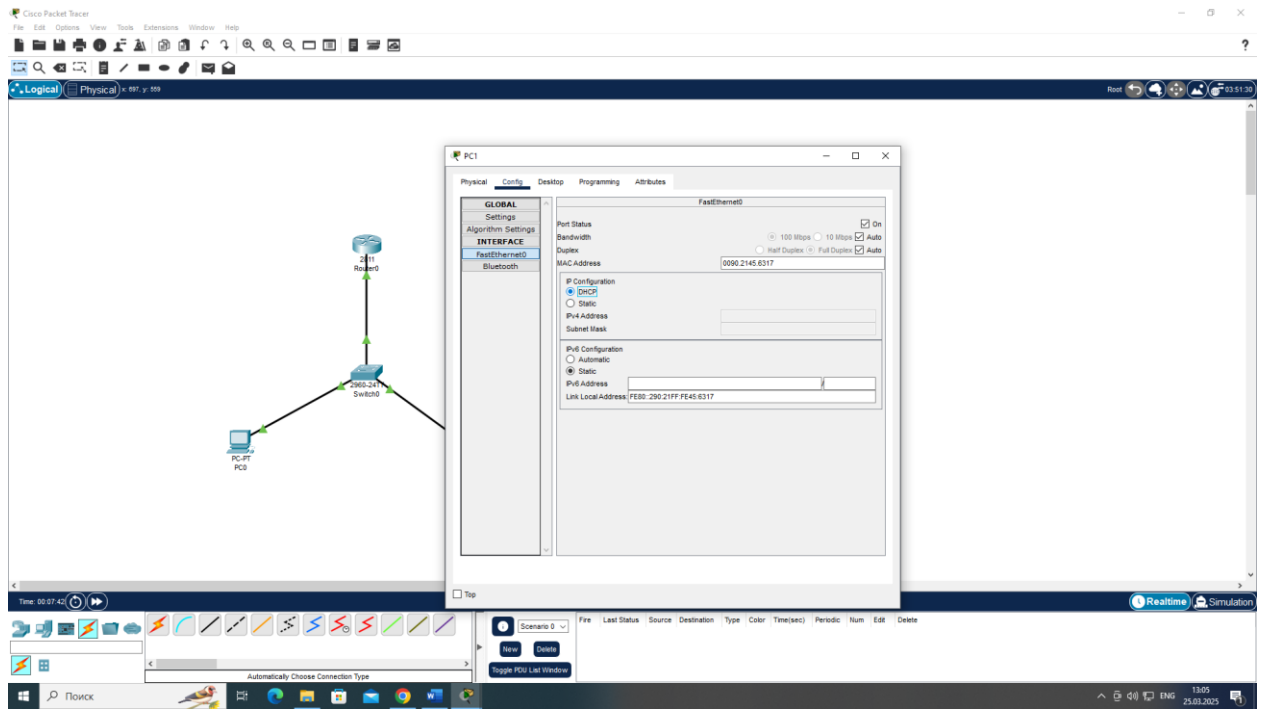 Cisco Packet Tracer
File Edit Options View Tools Extensions Window Help
?
Logical Physical x: 697, y: 559 Root 03:51:30
PC1
Physical Config Desktop Programming Attributes
GLOBAL
Settings
Algorithm Settings
INTERFACE
FastEthernet0
Bluetooth
FastEthernet0
Port Status On
Bandwidth 100 Mbps 10 Mbps Auto
Duplex Half Duplex Full Duplex Auto
MAC Address 0090.2145.6317
IP Configuration
DHCP
Static
IPv4 Address
Subnet Mask
IPv6 Configuration
Automatic
Static
IPv6 Address /
Link Local Address: FE80::290:21FF:FE45:6317
Top
2811
Router0
2960-24TT
Switch0
PC-PT
PC0
Time: 00:07:42 Realtime Simulation
Scenario 0
New Delete
Toggle PDU List Window
Fire Last Status Source Destination Type Color Time(sec) Periodic Num Edit Delete
Automatically Choose Connection Type
Поиск
ENG
13:05
25.03.2025